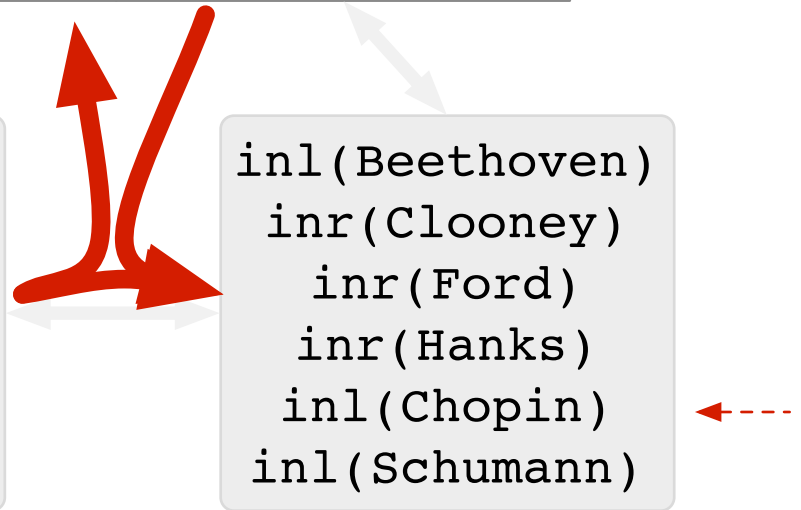 inl(Beethoven)
inr(Clooney)
inr(Ford)
inr(Hanks)
inl(Chopin)
inl(Schumann)